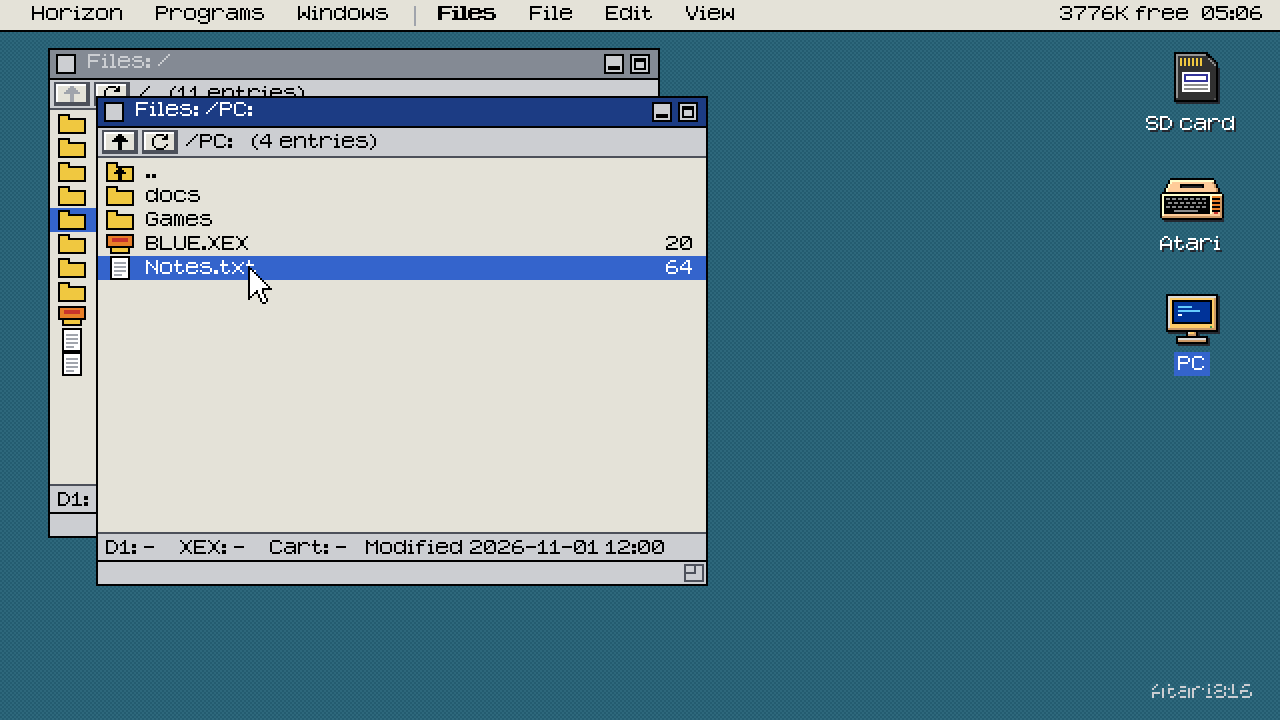 Horizon Programs Windows | Files File Edit View 3776K free 05:06
Files: /
/ (11 entries)
Files: /PC:
/PC: (4 entries)
..
docs
Games
BLUE.XEX 20
Notes.txt 64
D1:
D1: - XEX: - Cart: - Modified 2026-11-01 12:00
SD card
Atari
PC
Atari816